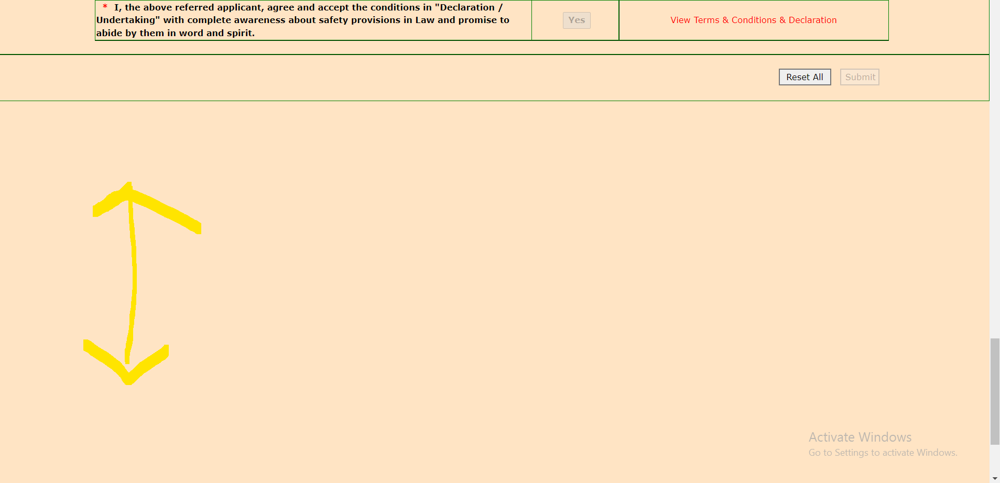 * I, the above referred applicant, agree and accept the conditions in "Declaration /
Undertaking" with complete awareness about safety provisions in Law and promise to
abide by them in word and spirit.
Yes
View Terms & Conditions & Declaration
Reset All
Submit
Activate Windows
Go to Settings to activate Windows.